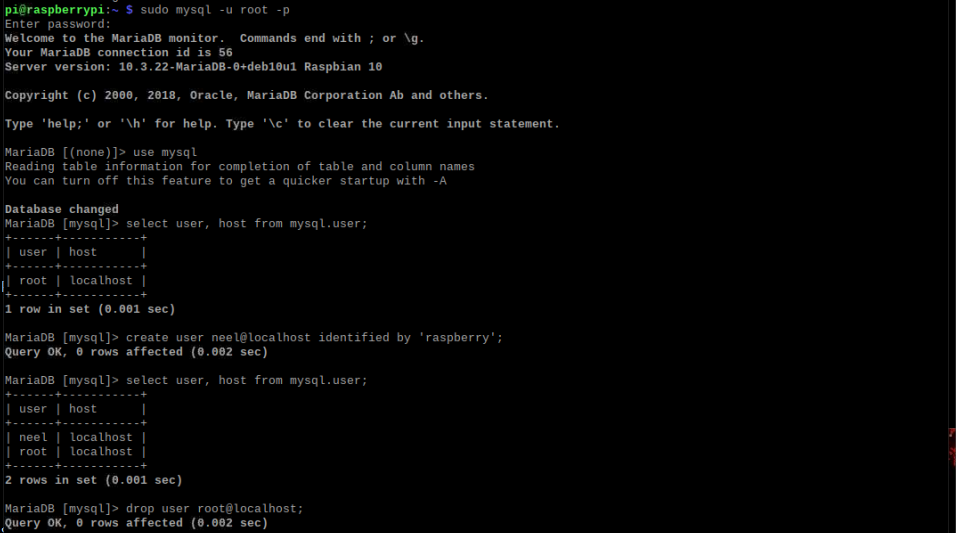 pi@raspberrypi:~ $ sudo mysql -u root -p
Enter password:
Welcome to the MariaDB monitor.  Commands end with ; or \g.
Your MariaDB connection id is 56
Server version: 10.3.22-MariaDB-0+deb10u1 Raspbian 10

Copyright (c) 2000, 2018, Oracle, MariaDB Corporation Ab and others.

Type 'help;' or '\h' for help. Type '\c' to clear the current input statement.

MariaDB [(none)]> use mysql
Reading table information for completion of table and column names
You can turn off this feature to get a quicker startup with -A

Database changed
MariaDB [mysql]> select user, host from mysql.user;
+------+-----------+
| user | host      |
+------+-----------+
| root | localhost |
+------+-----------+
1 row in set (0.001 sec)

MariaDB [mysql]> create user neel@localhost identified by 'raspberry';
Query OK, 0 rows affected (0.002 sec)

MariaDB [mysql]> select user, host from mysql.user;
+------+-----------+
| user | host      |
+------+-----------+
| neel | localhost |
| root | localhost |
+------+-----------+
2 rows in set (0.001 sec)

MariaDB [mysql]> drop user root@localhost;
Query OK, 0 rows affected (0.002 sec)